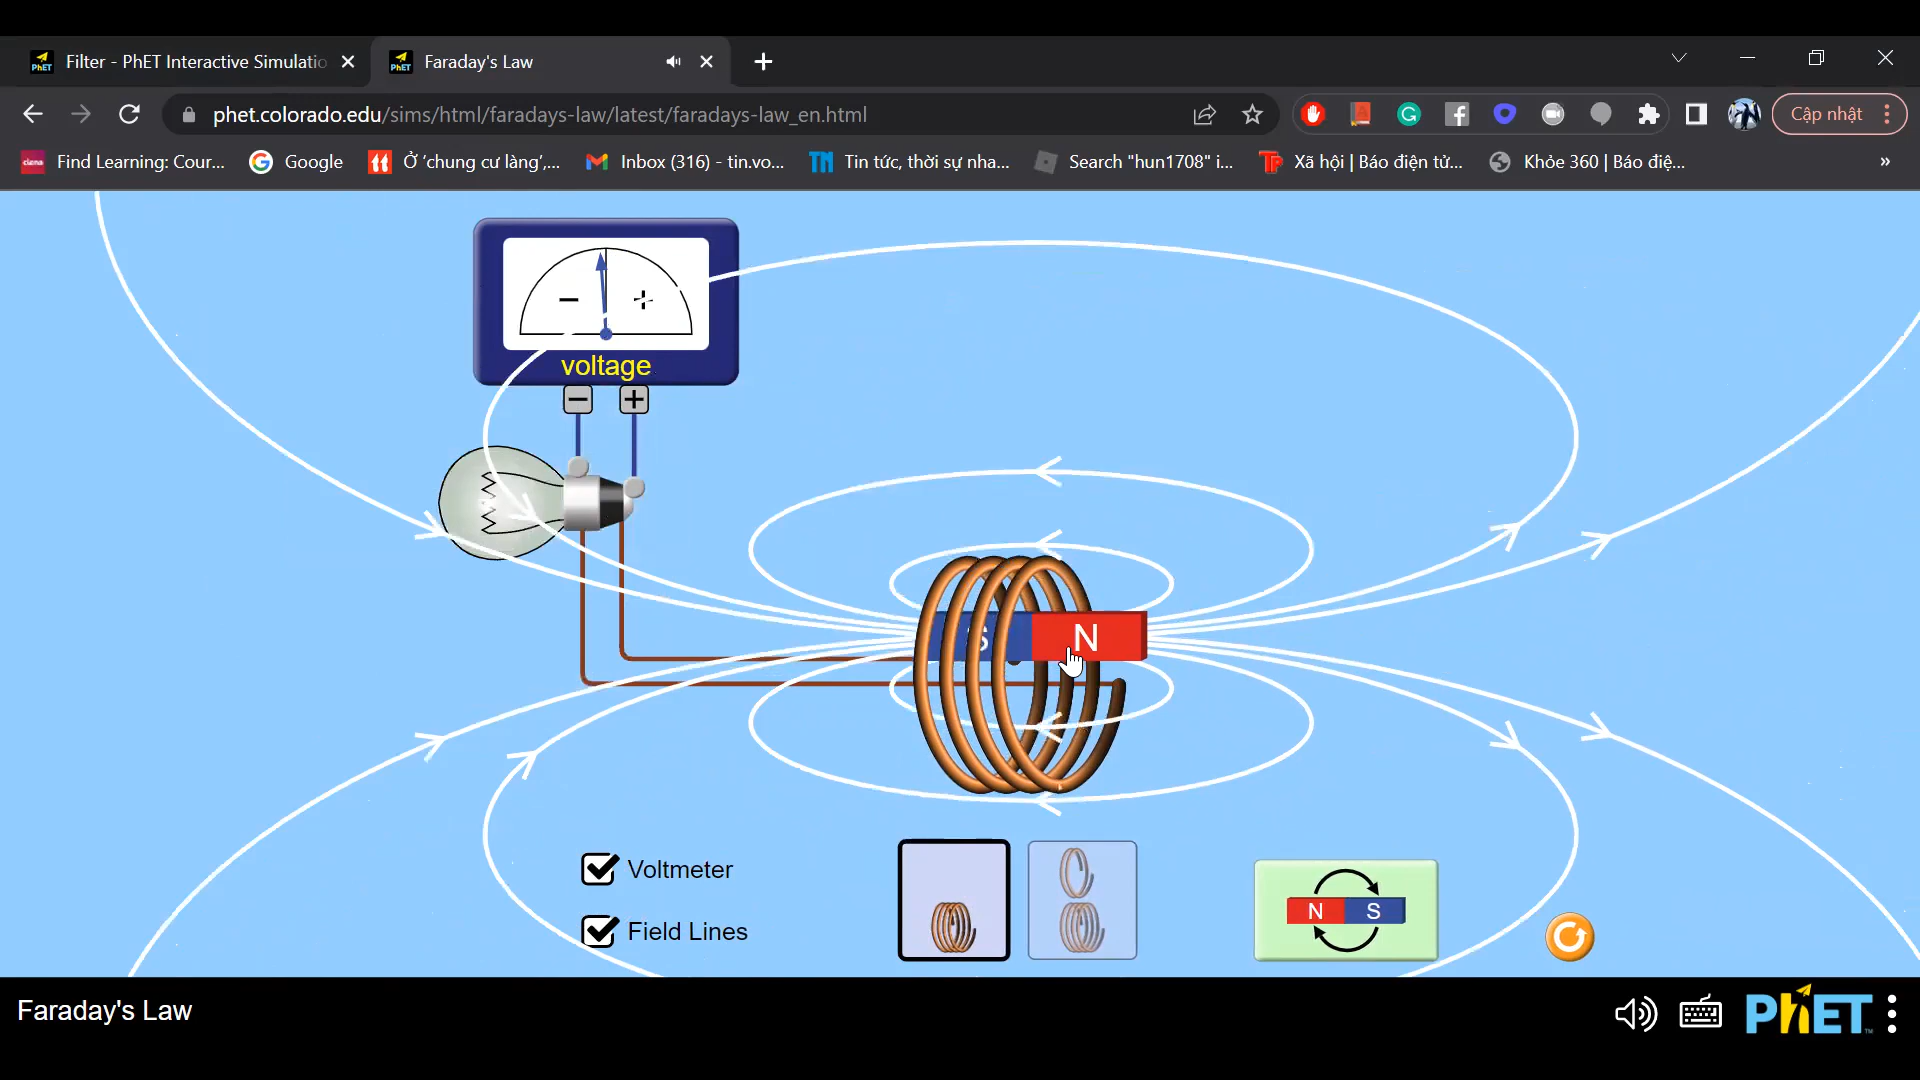 Filter - PhET Interactive Simulatio
Faraday's Law
phet.colorado.edu/sims/html/faradays-law/latest/faradays-law_en.html
Cập nhật
Find Learning: Cour...
Google
Ở 'chung cư làng',...
Inbox (316) - tin.vo...
TN Tin tức, thời sự nha...
Search "hun1708" i...
TP Xã hội | Báo điện tử...
Khỏe 360 | Báo điệ...
»
− +
voltage
− +
S N
Voltmeter
Field Lines
N S
Faraday's Law
PhET